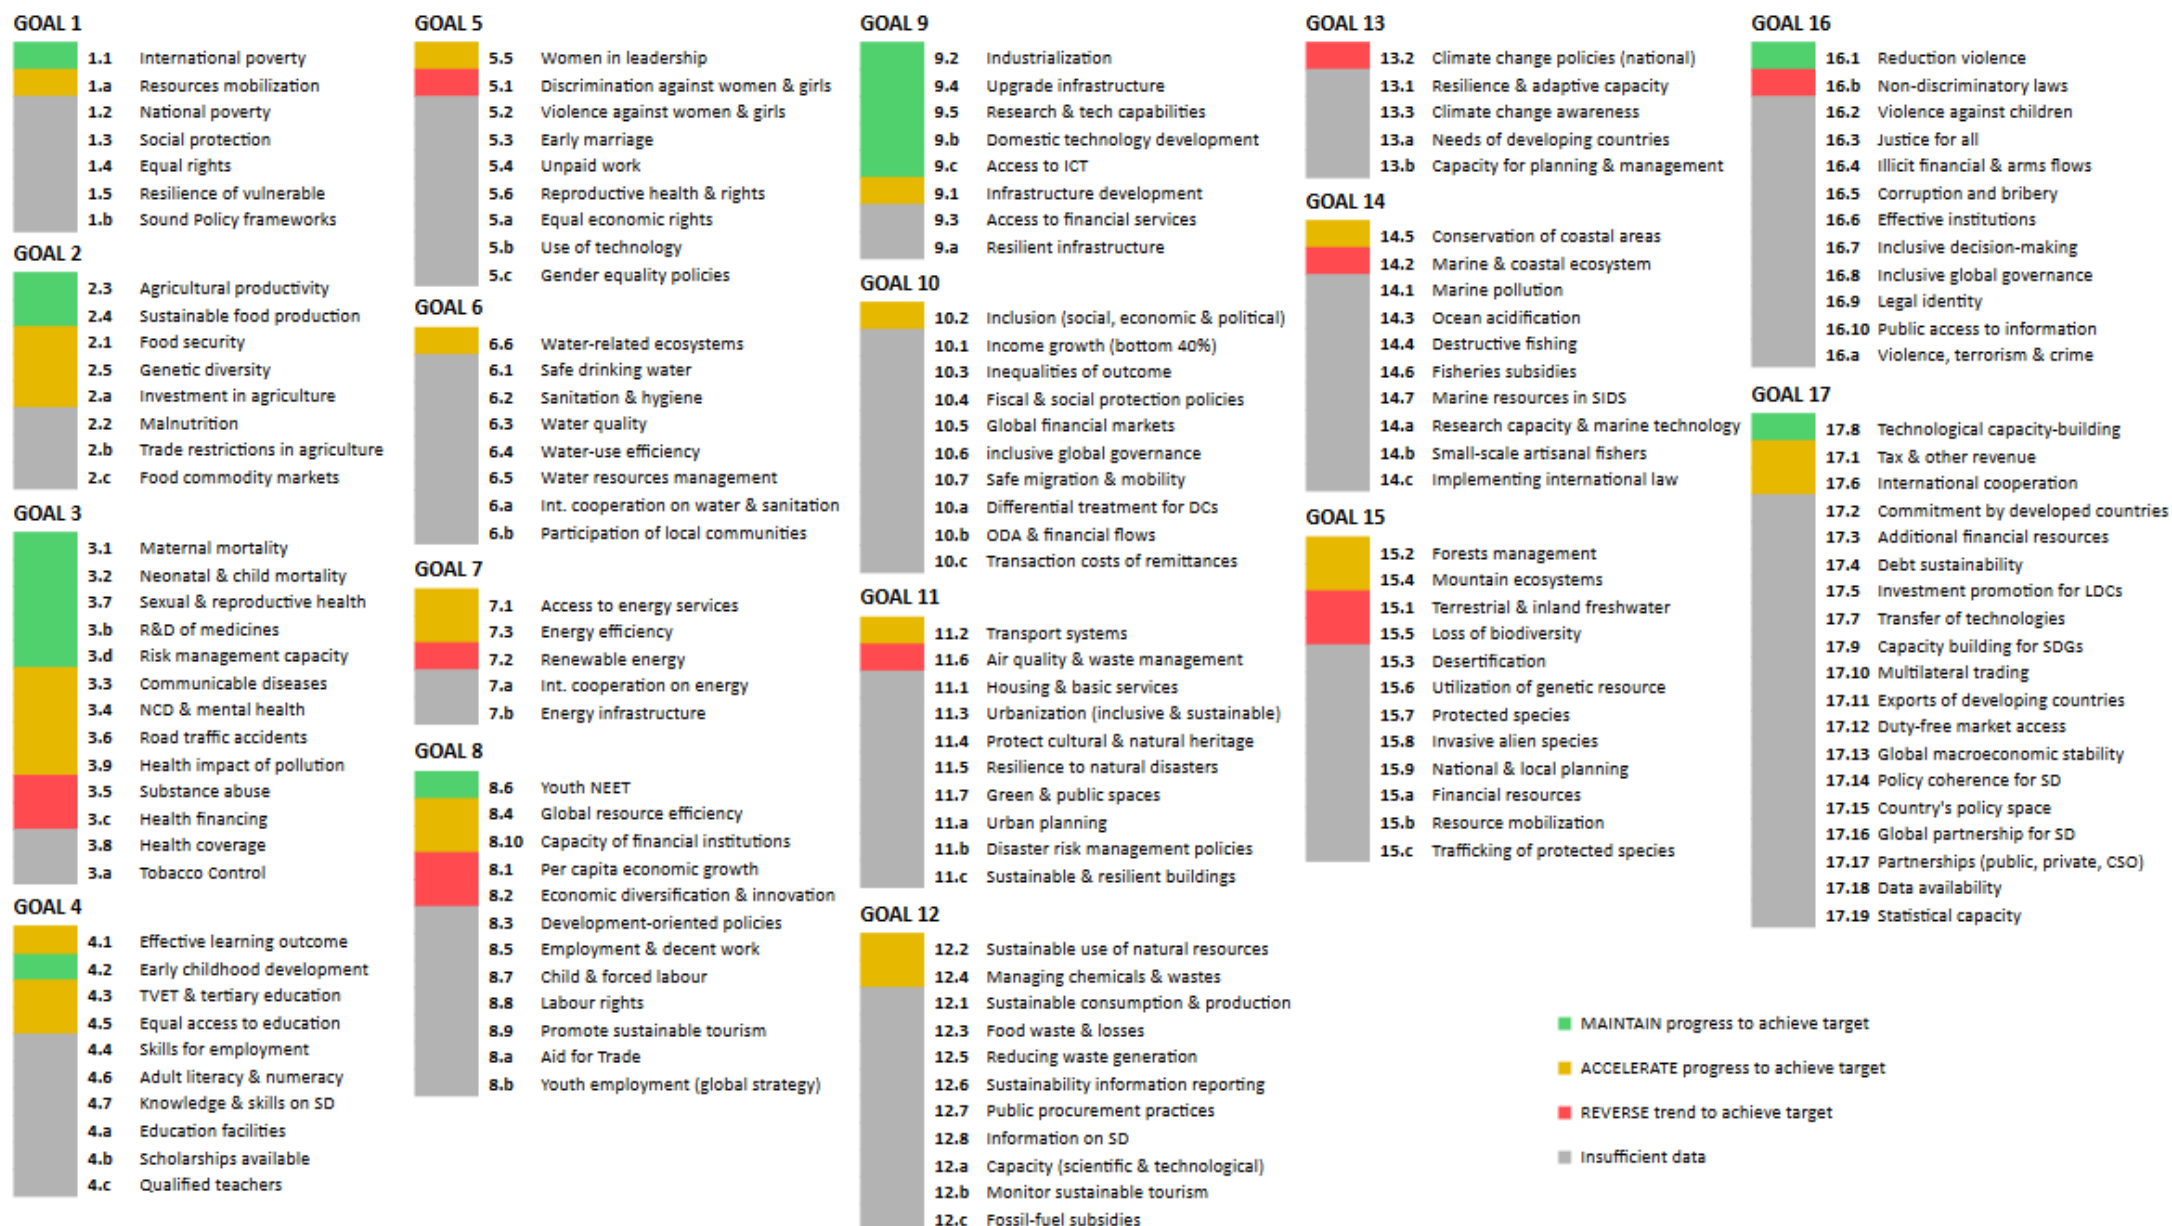 GOAL 1
1.1 International poverty
1.a Resources mobilization
1.2 National poverty
1.3 Social protection
1.4 Equal rights
1.5 Resilience of vulnerable
1.b Sound Policy frameworks
GOAL 2
2.3 Agricultural productivity
2.4 Sustainable food production
2.1 Food security
2.5 Genetic diversity
2.a Investment in agriculture
2.2 Malnutrition
2.b Trade restrictions in agriculture
2.c Food commodity markets
GOAL 3
3.1 Maternal mortality
3.2 Neonatal & child mortality
3.7 Sexual & reproductive health
3.b R&D of medicines
3.d Risk management capacity
3.3 Communicable diseases
3.4 NCD & mental health
3.6 Road traffic accidents
3.9 Health impact of pollution
3.5 Substance abuse
3.c Health financing
3.8 Health coverage
3.a Tobacco Control
GOAL 4
4.1 Effective learning outcome
4.2 Early childhood development
4.3 TVET & tertiary education
4.5 Equal access to education
4.4 Skills for employment
4.6 Adult literacy & numeracy
4.7 Knowledge & skills on SD
4.a Education facilities
4.b Scholarships available
4.c Qualified teachers
GOAL 5
5.5 Women in leadership
5.1 Discrimination against women & girls
5.2 Violence against women & girls
5.3 Early marriage
5.4 Unpaid work
5.6 Reproductive health & rights
5.a Equal economic rights
5.b Use of technology
5.c Gender equality policies
GOAL 6
6.6 Water-related ecosystems
6.1 Safe drinking water
6.2 Sanitation & hygiene
6.3 Water quality
6.4 Water-use efficiency
6.5 Water resources management
6.a Int. cooperation on water & sanitation
6.b Participation of local communities
GOAL 7
7.1 Access to energy services
7.3 Energy efficiency
7.2 Renewable energy
7.a Int. cooperation on energy
7.b Energy infrastructure
GOAL 8
8.6 Youth NEET
8.4 Global resource efficiency
8.10 Capacity of financial institutions
8.1 Per capita economic growth
8.2 Economic diversification & innovation
8.3 Development-oriented policies
8.5 Employment & decent work
8.7 Child & forced labour
8.8 Labour rights
8.9 Promote sustainable tourism
8.a Aid for Trade
8.b Youth employment (global strategy)
GOAL 9
9.2 Industrialization
9.4 Upgrade infrastructure
9.5 Research & tech capabilities
9.b Domestic technology development
9.c Access to ICT
9.1 Infrastructure development
9.3 Access to financial services
9.a Resilient infrastructure
GOAL 10
10.2 Inclusion (social, economic & political)
10.1 Income growth (bottom 40%)
10.3 Inequalities of outcome
10.4 Fiscal & social protection policies
10.5 Global financial markets
10.6 inclusive global governance
10.7 Safe migration & mobility
10.a Differential treatment for DCs
10.b ODA & financial flows
10.c Transaction costs of remittances
GOAL 11
11.2 Transport systems
11.6 Air quality & waste management
11.1 Housing & basic services
11.3 Urbanization (inclusive & sustainable)
11.4 Protect cultural & natural heritage
11.5 Resilience to natural disasters
11.7 Green & public spaces
11.a Urban planning
11.b Disaster risk management policies
11.c Sustainable & resilient buildings
GOAL 12
12.2 Sustainable use of natural resources
12.4 Managing chemicals & wastes
12.1 Sustainable consumption & production
12.3 Food waste & losses
12.5 Reducing waste generation
12.6 Sustainability information reporting
12.7 Public procurement practices
12.8 Information on SD
12.a Capacity (scientific & technological)
12.b Monitor sustainable tourism
12.c Fossil-fuel subsidies
GOAL 13
13.2 Climate change policies (national)
13.1 Resilience & adaptive capacity
13.3 Climate change awareness
13.a Needs of developing countries
13.b Capacity for planning & management
GOAL 14
14.5 Conservation of coastal areas
14.2 Marine & coastal ecosystem
14.1 Marine pollution
14.3 Ocean acidification
14.4 Destructive fishing
14.6 Fisheries subsidies
14.7 Marine resources in SIDS
14.a Research capacity & marine technology
14.b Small-scale artisanal fishers
14.c Implementing international law
GOAL 15
15.2 Forests management
15.4 Mountain ecosystems
15.1 Terrestrial & inland freshwater
15.5 Loss of biodiversity
15.3 Desertification
15.6 Utilization of genetic resource
15.7 Protected species
15.8 Invasive alien species
15.9 National & local planning
15.a Financial resources
15.b Resource mobilization
15.c Trafficking of protected species
GOAL 16
16.1 Reduction violence
16.b Non-discriminatory laws
16.2 Violence against children
16.3 Justice for all
16.4 Illicit financial & arms flows
16.5 Corruption and bribery
16.6 Effective institutions
16.7 Inclusive decision-making
16.8 Inclusive global governance
16.9 Legal identity
16.10 Public access to information
16.a Violence, terrorism & crime
GOAL 17
17.8 Technological capacity-building
17.1 Tax & other revenue
17.6 International cooperation
17.2 Commitment by developed countries
17.3 Additional financial resources
17.4 Debt sustainability
17.5 Investment promotion for LDCs
17.7 Transfer of technologies
17.9 Capacity building for SDGs
17.10 Multilateral trading
17.11 Exports of developing countries
17.12 Duty-free market access
17.13 Global macroeconomic stability
17.14 Policy coherence for SD
17.15 Country's policy space
17.16 Global partnership for SD
17.17 Partnerships (public, private, CSO)
17.18 Data availability
17.19 Statistical capacity
MAINTAIN progress to achieve target
ACCELERATE progress to achieve target
REVERSE trend to achieve target
Insufficient data